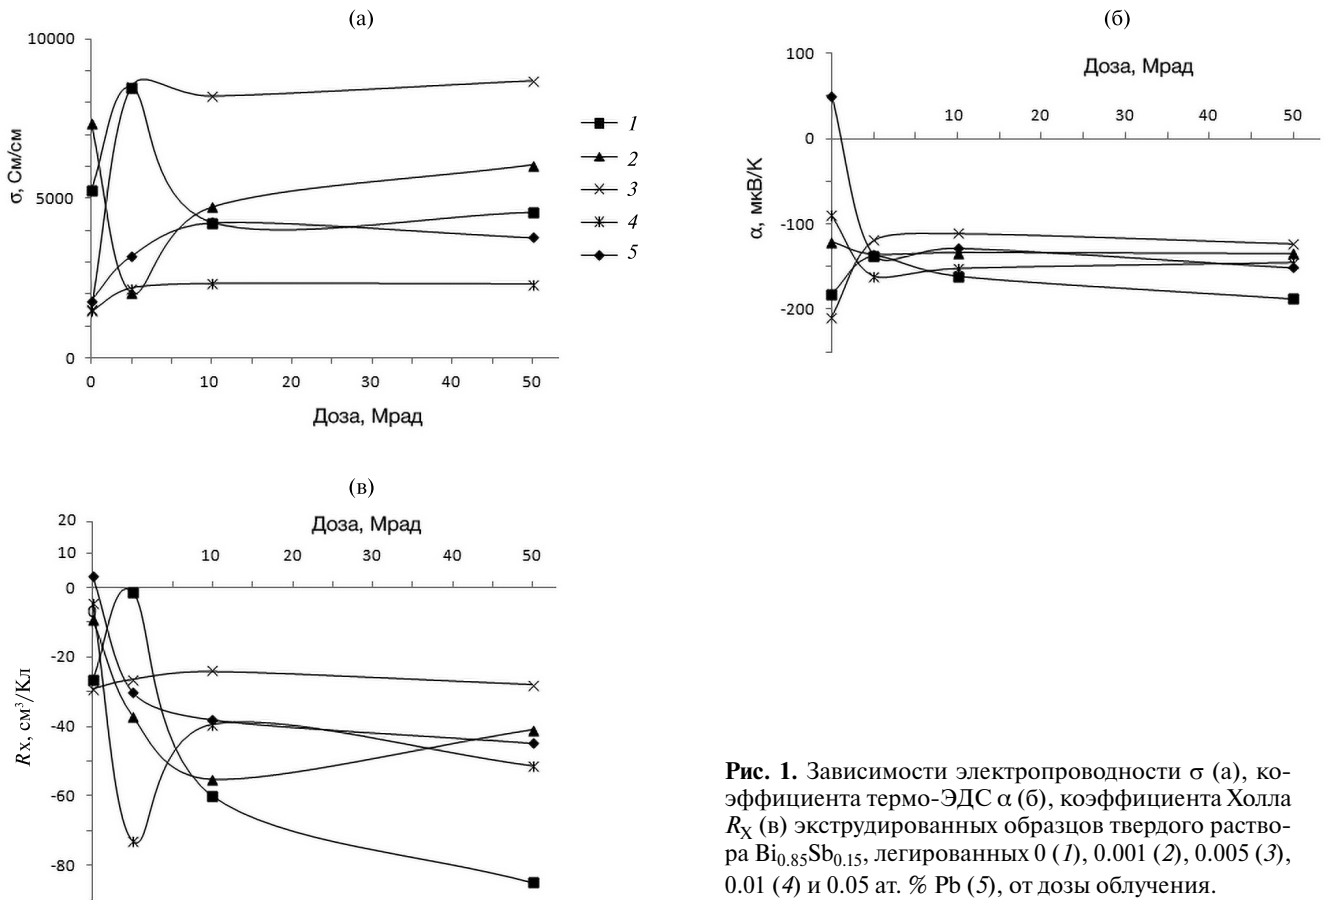 (а)
10000
5000
0
σ, См/см
0 10 20 30 40 50
Доза, Мрад
1
2
3
4
5
(б)
Доза, Мрад
100
0
-100
-200
10 20 30 40 50
α, мкВ/К
(в)
Доза, Мрад
20
10
0
-20
-40
-60
-80
10 20 30 40 50
Rх, см³/Кл
Рис. 1. Зависимости электропроводности σ (а), ко-
эффициента термо-ЭДС α (б), коэффициента Холла
R_X (в) экструдированных образцов твердого раство-
ра Bi₀.₈₅Sb₀.₁₅, легированных 0 (1), 0.001 (2), 0.005 (3),
0.01 (4) и 0.05 ат. % Pb (5), от дозы облучения.